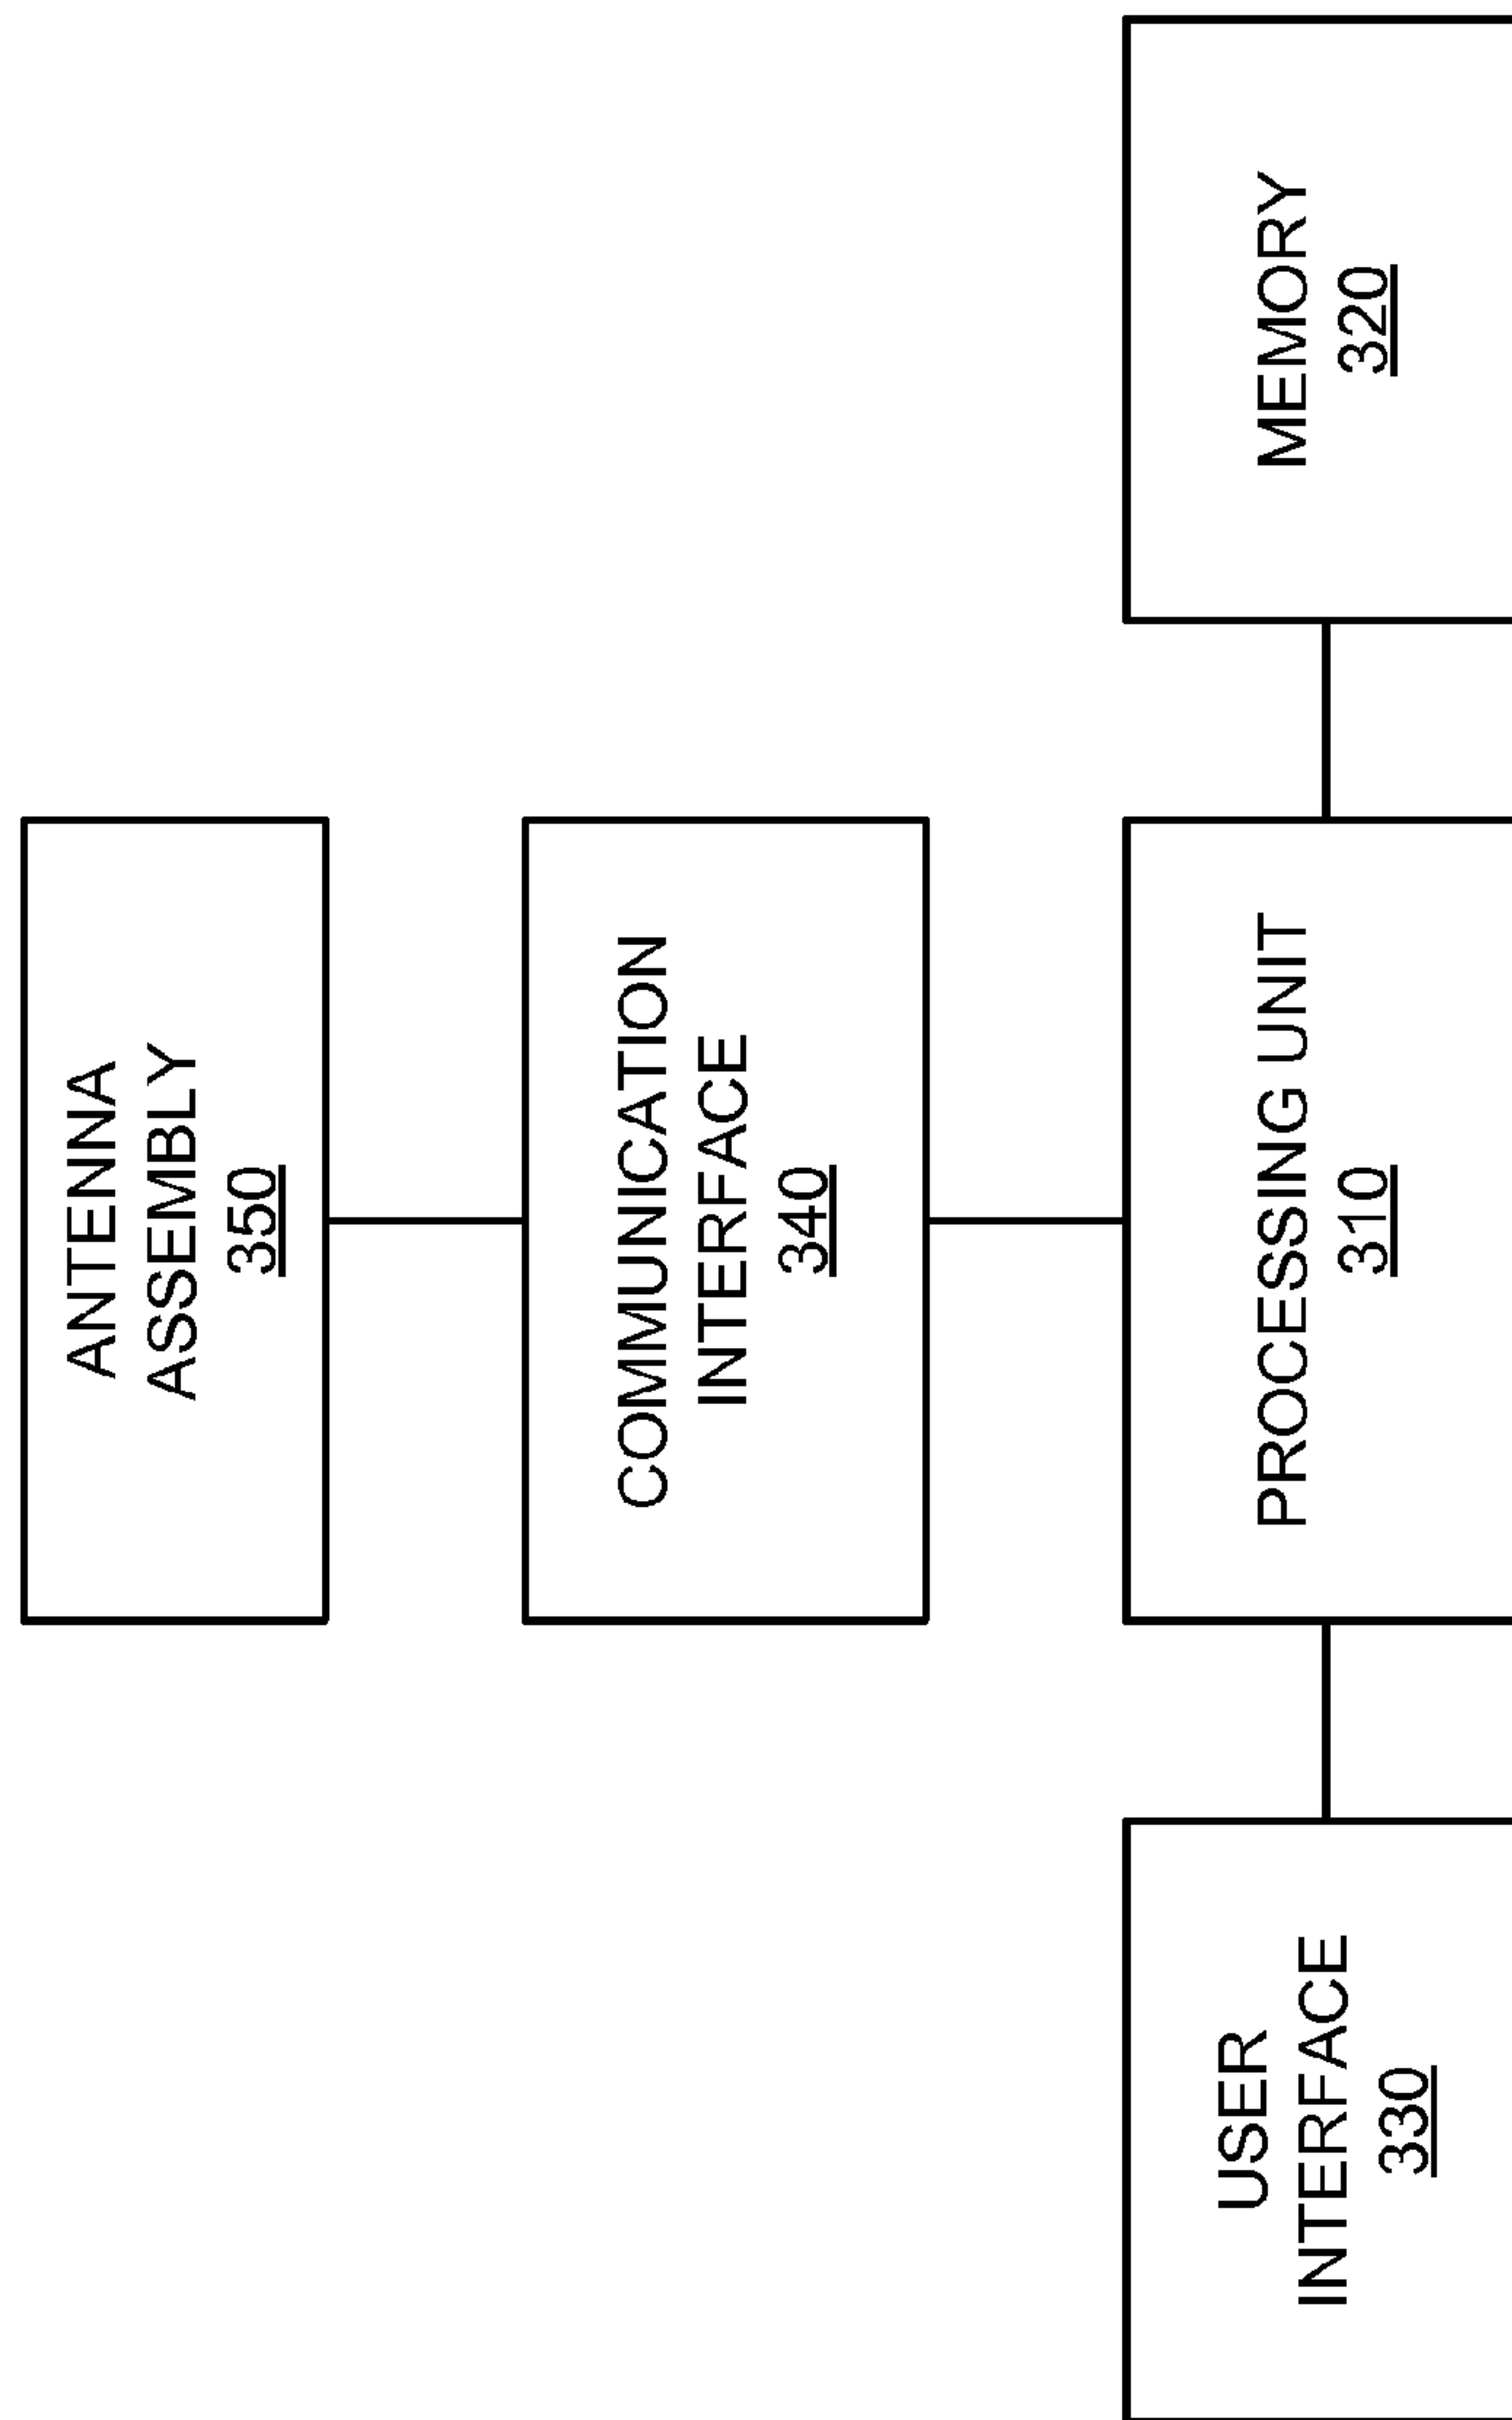 ANTENNA
ASSEMBLY
350
COMMUNICATION
INTERFACE
340
USER
INTERFACE
330
PROCESSING UNIT
310
MEMORY
320